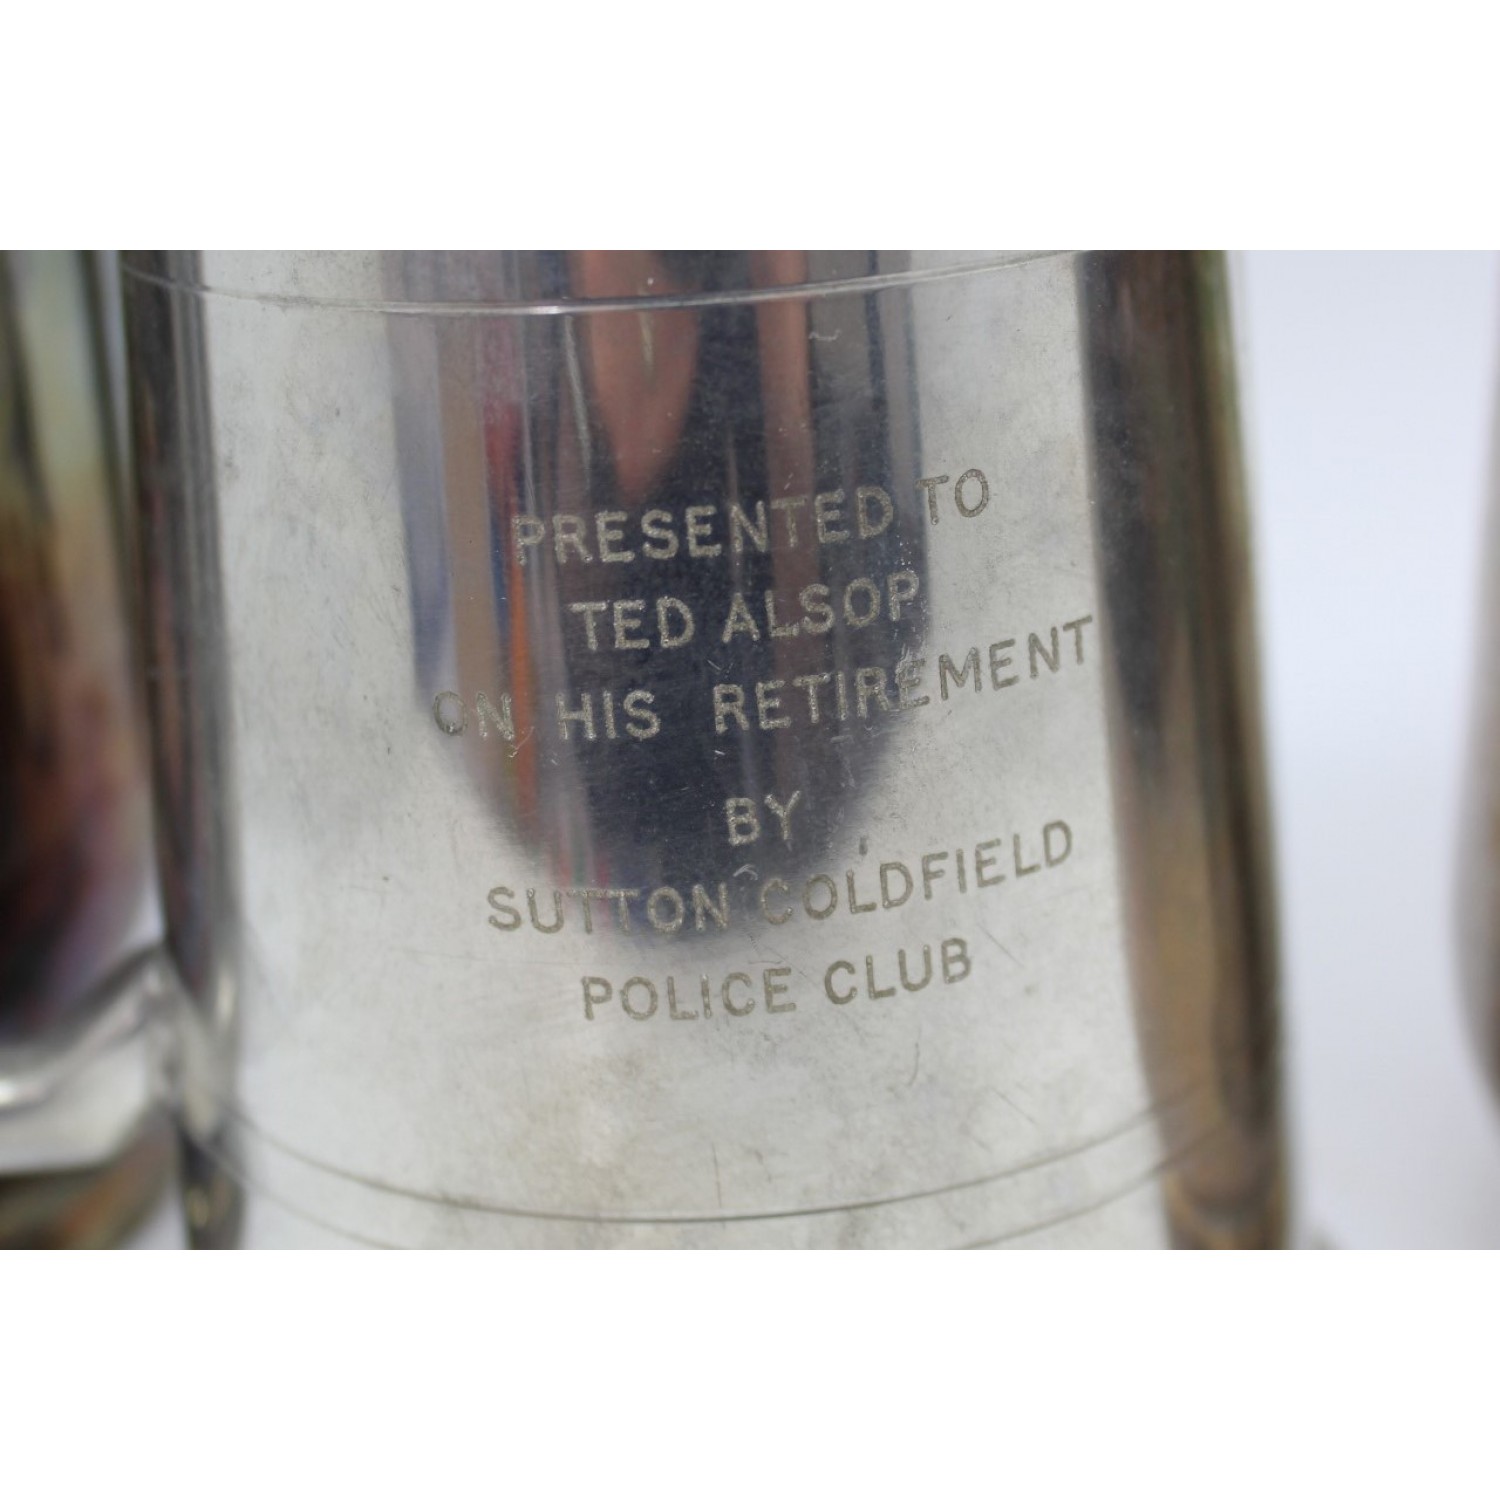 PRESENTED TO
TED ALSOP
ON HIS RETIREMENT
BY
SUTTON COLDFIELD
POLICE CLUB